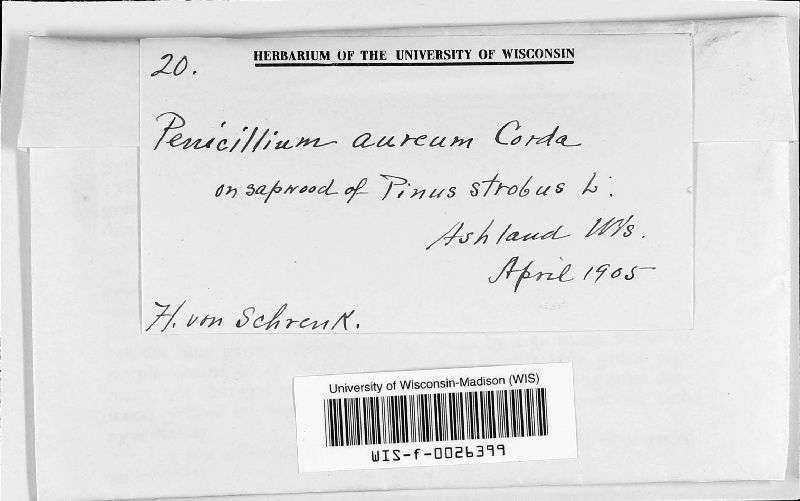 HERBARIUM OF THE UNIVERSITY OF WISCONSIN
20.
Penicillium aureum Corda
on sapwood of Pinus strobus L.
Ashland Wis.
April 1905
H. von Schrenk.
University of Wisconsin-Madison (WIS)
WIS-f-0026399